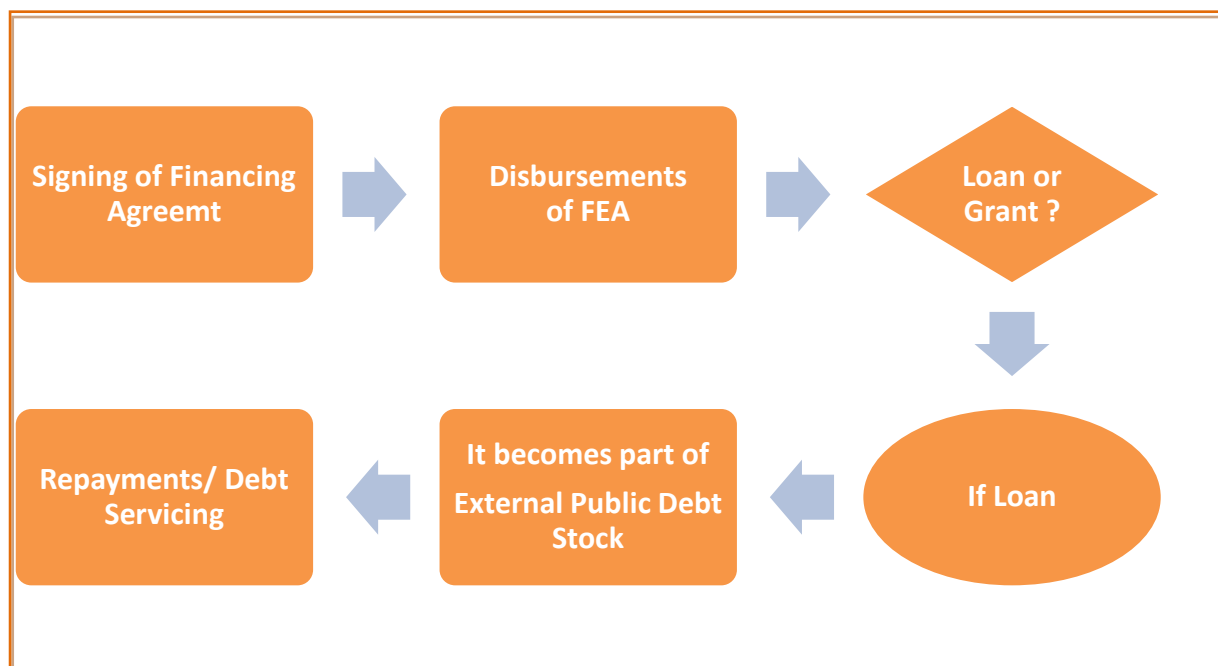 Signing of Financing
Agreemt
Disbursements
of FEA
Loan or
Grant ?
If Loan
It becomes part of
External Public Debt
Stock
Repayments/ Debt
Servicing